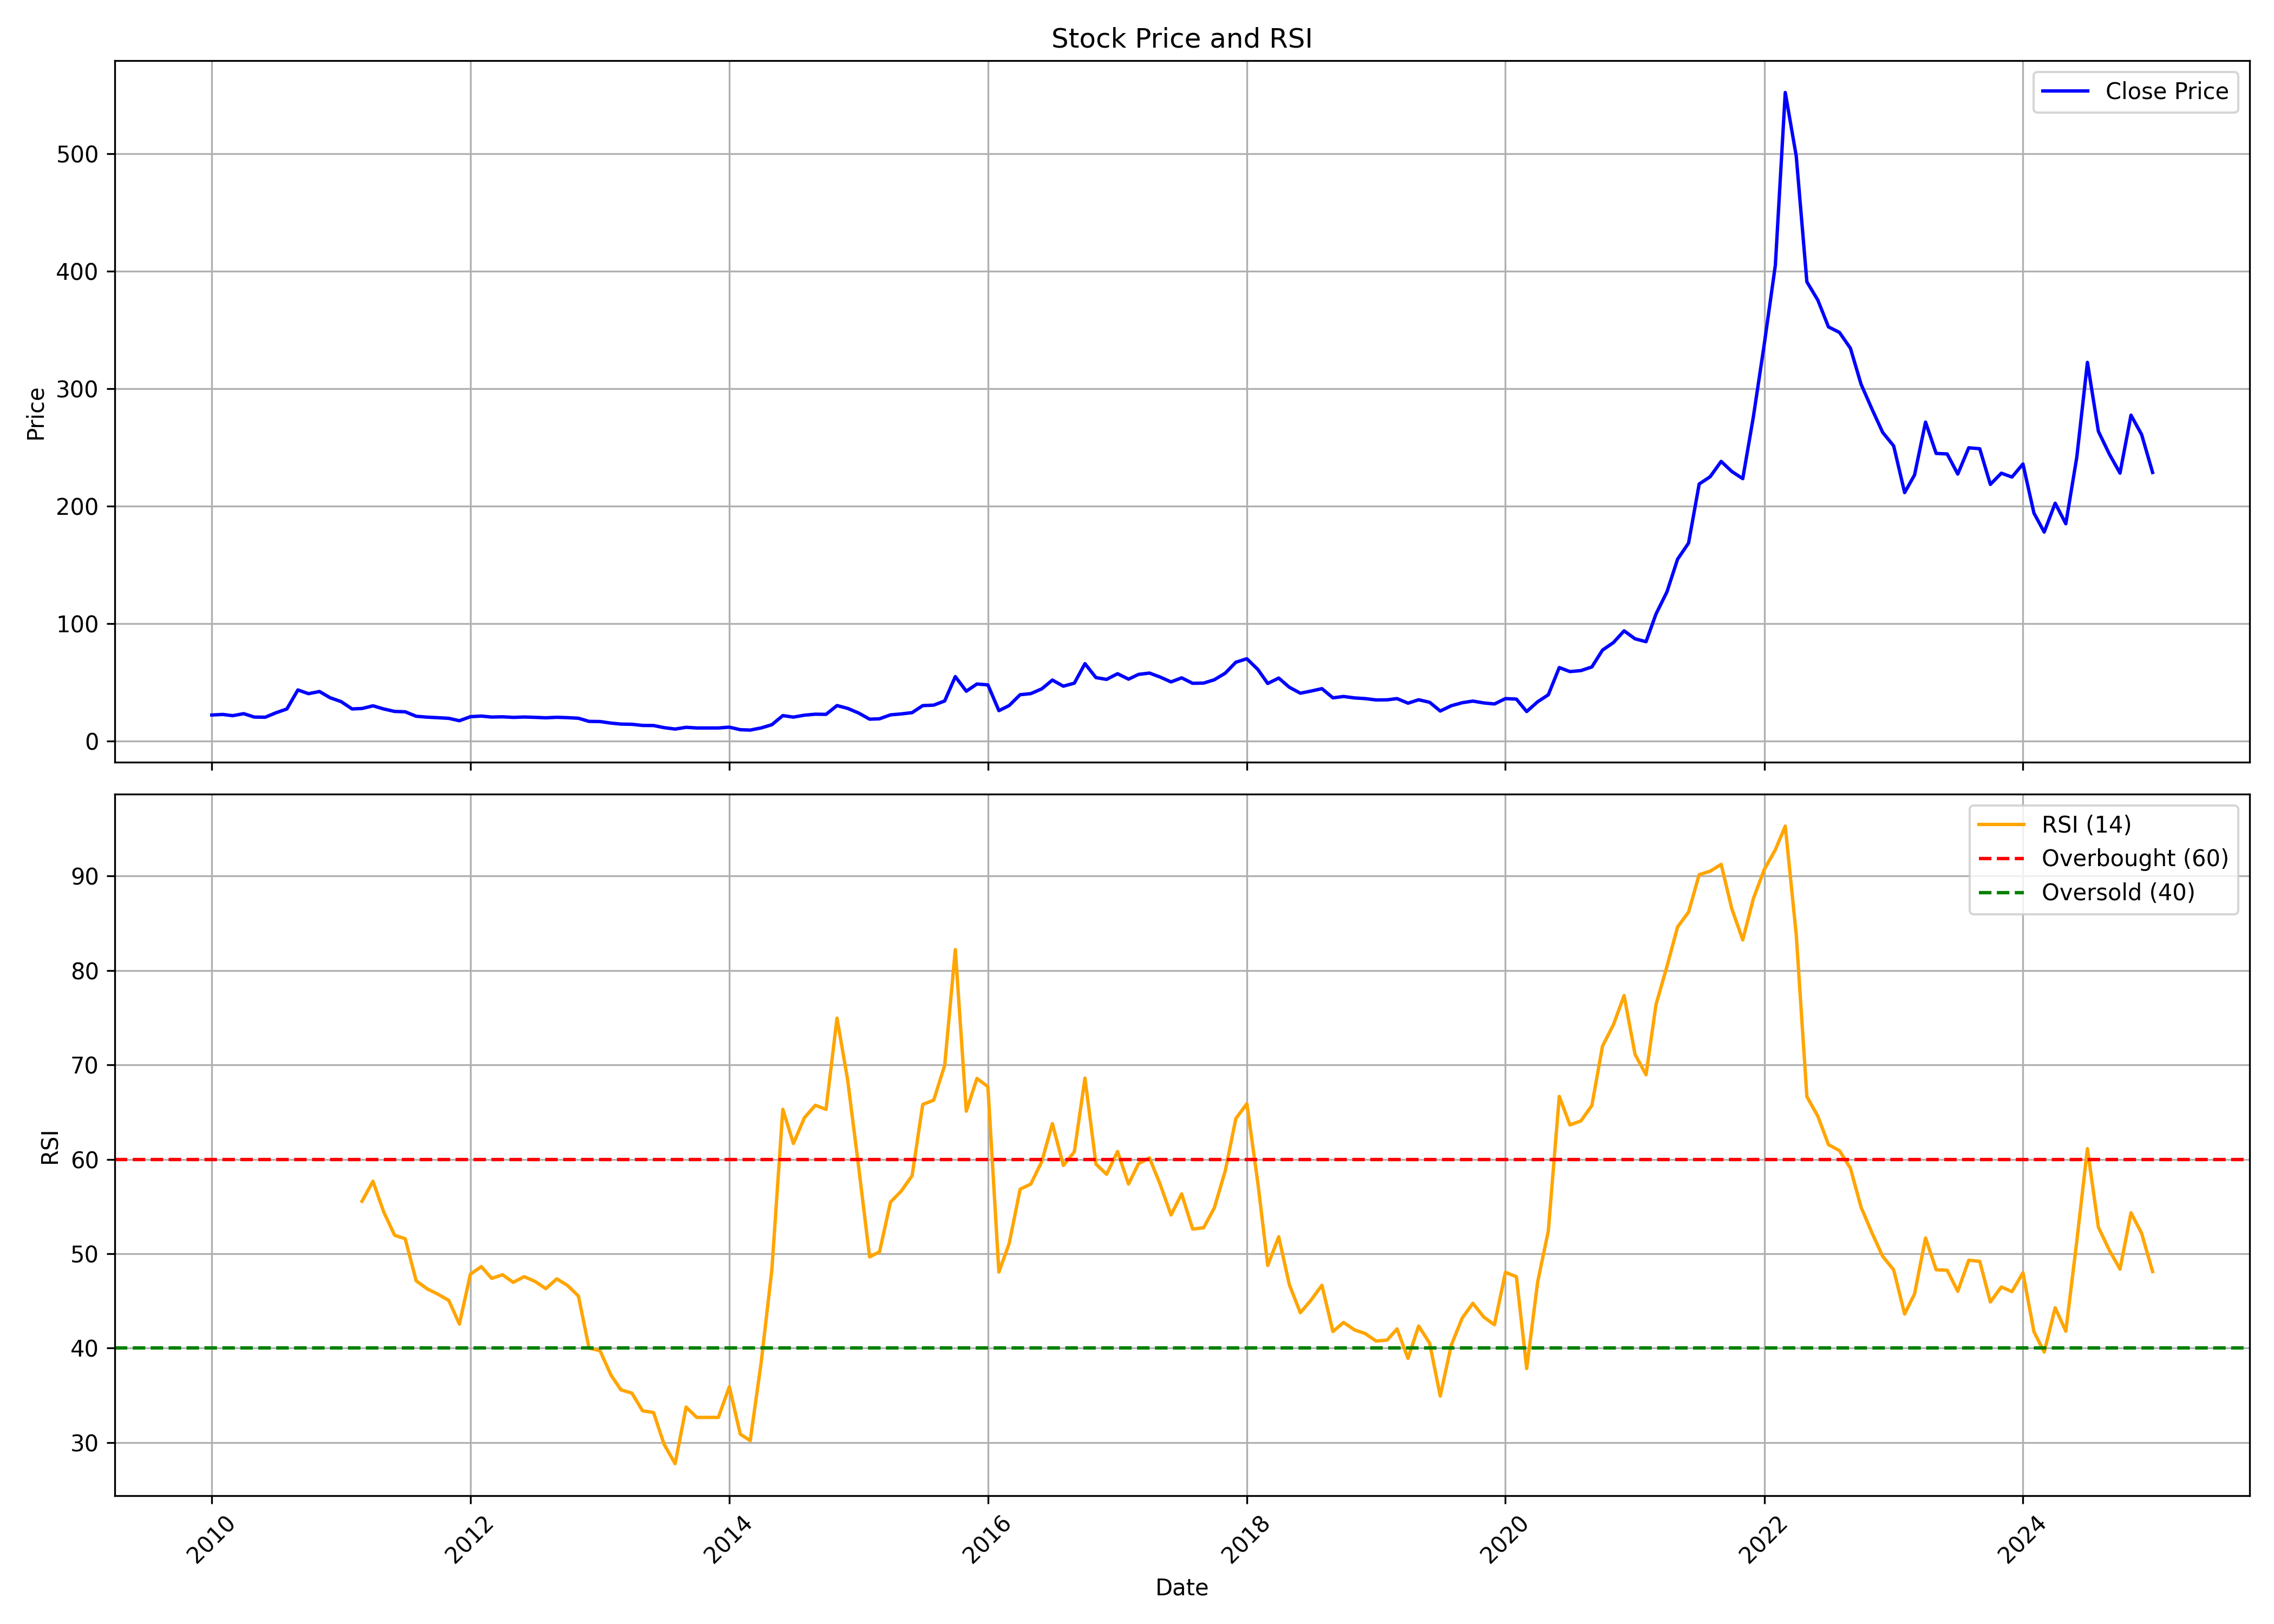 Stock Price and RSI
Close Price
500
400
300
200
100
0
Price
RSI (14)
Overbought (60)
Oversold (40)
90
80
70
60
50
40
30
RSI
2010
2012
2014
2016
2018
2020
2022
2024
Date